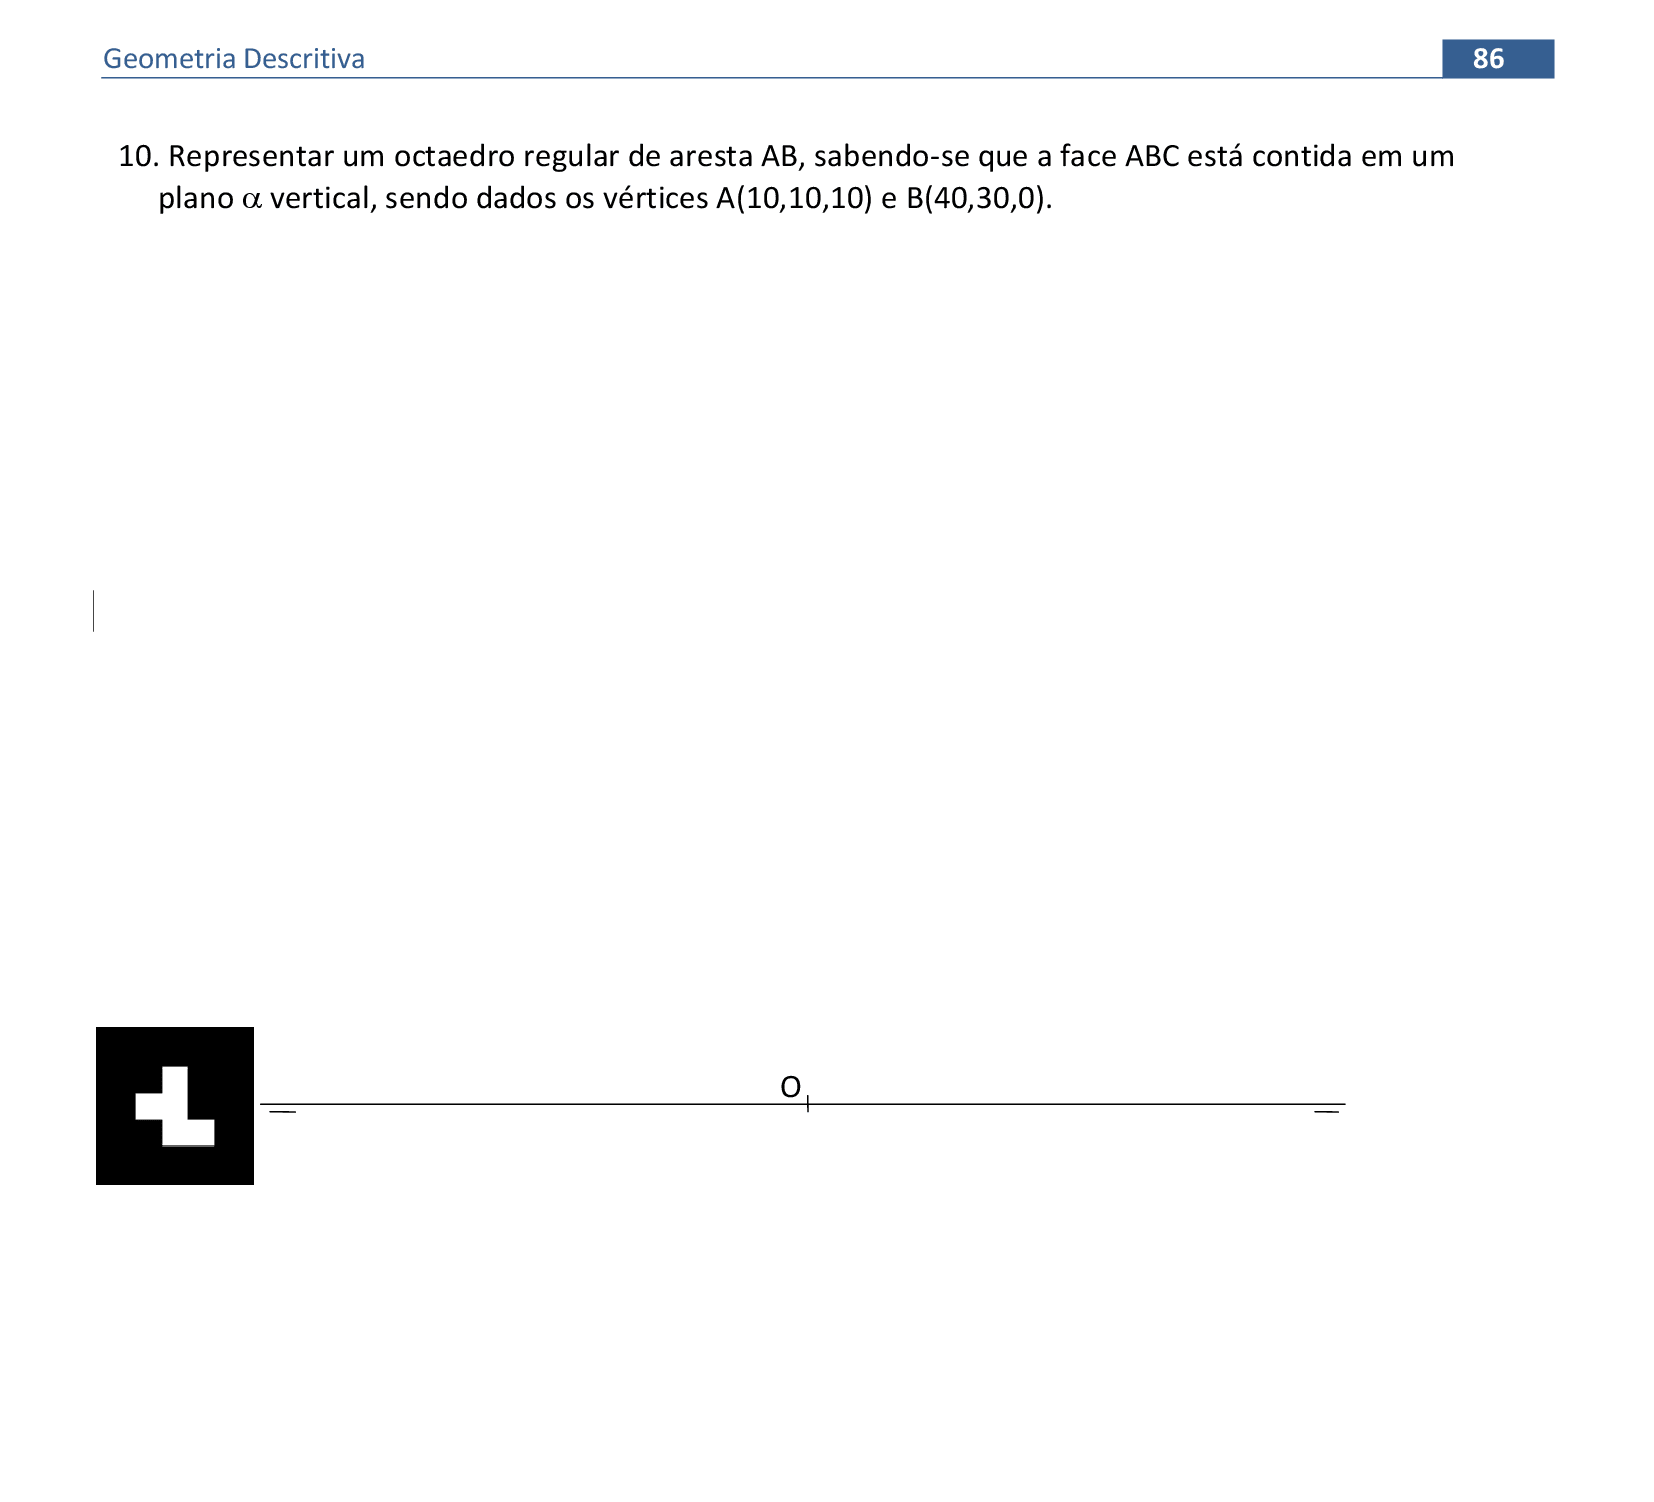 Geometria Descritiva 86
10. Representar um octaedro regular de aresta AB, sabendo-se que a face ABC está contida em um
plano α vertical, sendo dados os vértices A(10,10,10) e B(40,30,0).
O